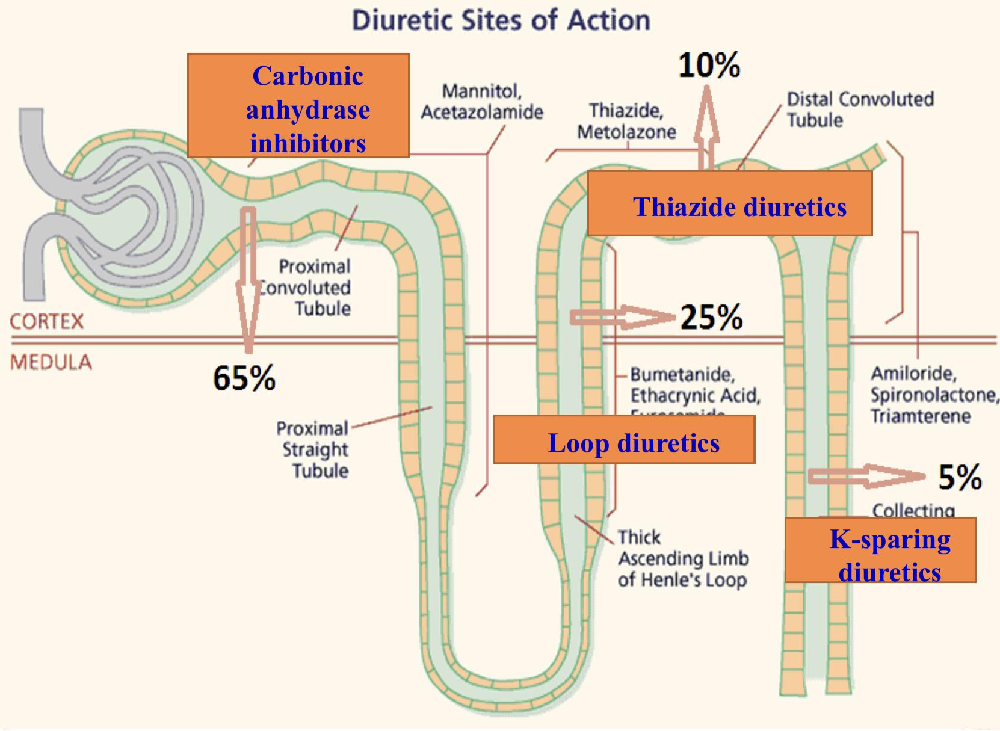 Diuretic Sites of Action
Carbonic
anhydrase
inhibitors
Mannitol,
Acetazolamide
Thiazide,
Metolazone
10%
Distal Convoluted
Tubule
Thiazide diuretics
Proximal
Convoluted
Tubule
CORTEX
MEDULA
65%
25%
Proximal
Straight
Tubule
Bumetanide,
Ethacrynic Acid,
Loop diuretics
Amiloride,
Spironolactone,
Triamterene
5%
Collecting
K-sparing
diuretics
Thick
Ascending Limb
of Henle's Loop